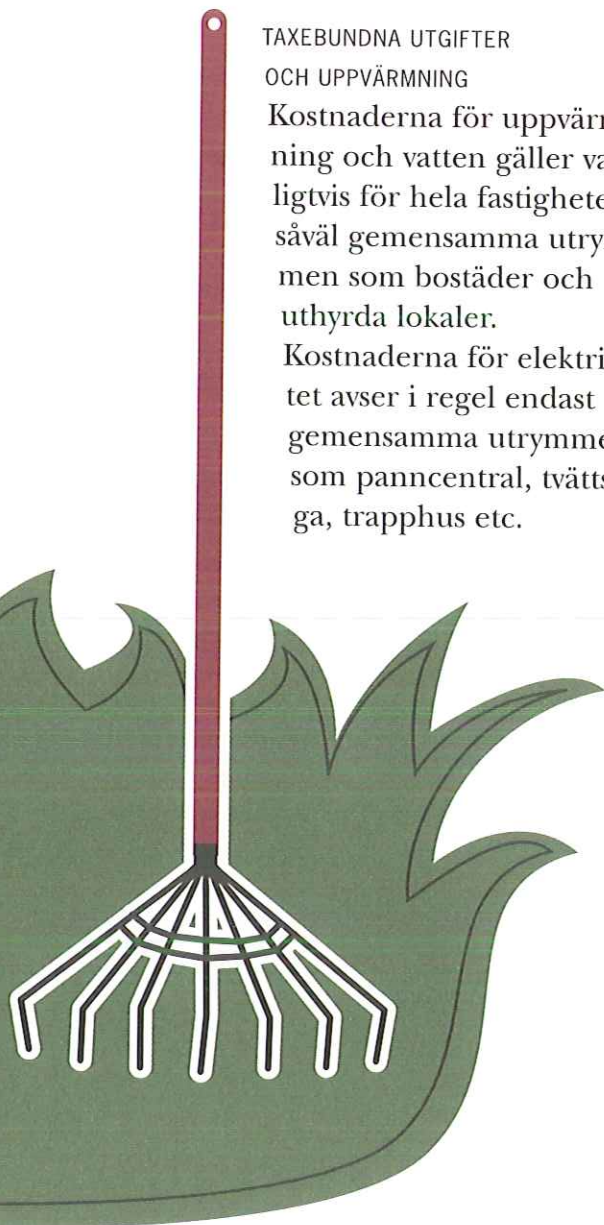 TAXEBUNDNA UTGIFTER
OCH UPPVÄRMNING
Kostnaderna för uppvärm
ning och vatten gäller va
ligtvis för hela fastighete
såväl gemensamma utry
men som bostäder och
uthyrda lokaler.
Kostnaderna för elektri
tet avser i regel endast
gemensamma utrymme
som panncentral, tvätts
ga, trapphus etc.